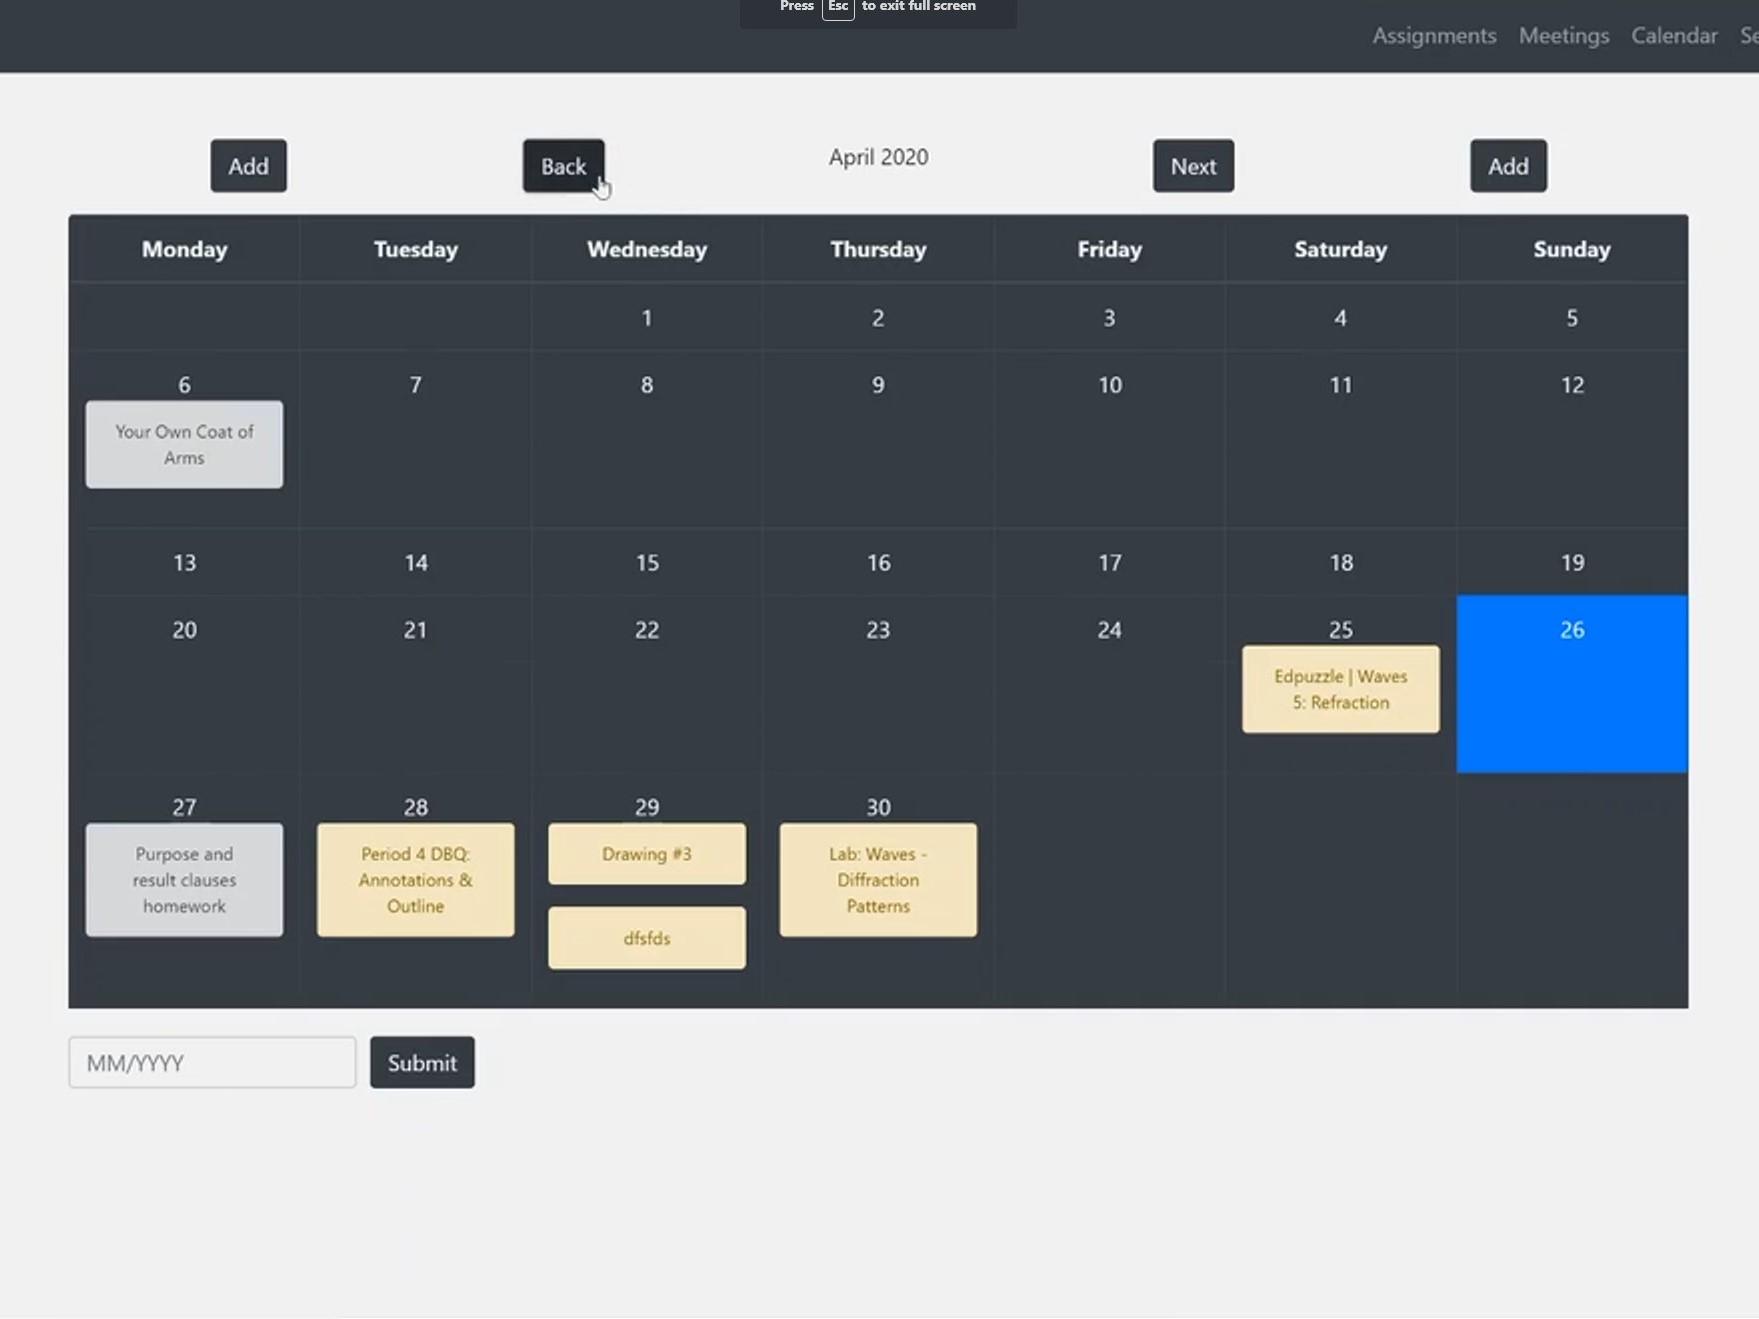 Press Esc to exit full screen
Assignments Meetings Calendar
Add Back April 2020 Next Add
Monday Tuesday Wednesday Thursday Friday Saturday Sunday
1 2 3 4 5
6 7 8 9 10 11 12
Your Own Coat of
Arms
13 14 15 16 17 18 19
20 21 22 23 24 25 26
Edpuzzle | Waves
5: Refraction
27 28 29 30
Purpose and
result clauses
homework
Period 4 DBQ:
Annotations &
Outline
Drawing #3
dfsfds
Lab: Waves -
Diffraction
Patterns
MM/YYYY Submit